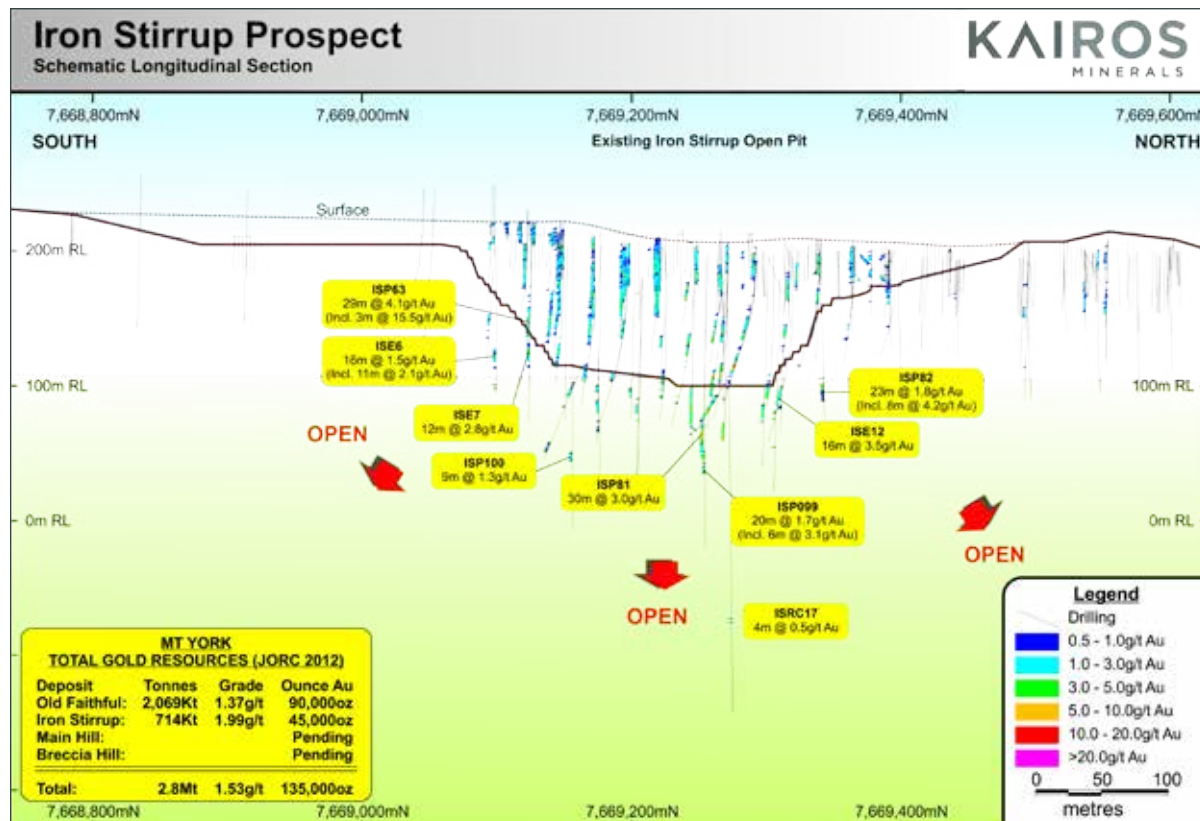 Iron Stirrup Prospect
Schematic Longitudinal Section
KAIROS
MINERALS
7,668,800mN 7,669,000mN 7,669,200mN 7,669,400mN 7,669,600mN
SOUTH Existing Iron Stirrup Open Pit NORTH
Surface
200m RL
ISP63
29m @ 4.1g/t Au
(Incl. 3m @ 15.5g/t Au)
ISE6
16m @ 1.5g/t Au
(Incl. 11m @ 2.1g/t Au)
100m RL 100m RL
ISP82
23m @ 1.8g/t Au
(Incl. 8m @ 4.2g/t Au)
ISE7
12m @ 2.8g/t Au
ISE12
16m @ 3.5g/t Au
OPEN
ISP100
9m @ 1.3g/t Au
ISP81
30m @ 3.0g/t Au
ISP099
20m @ 1.7g/t Au
(Incl. 6m @ 3.1g/t Au)
0m RL 0m RL
OPEN
OPEN
ISRC17
4m @ 0.5g/t Au
MT YORK
TOTAL GOLD RESOURCES (JORC 2012)
Deposit Tonnes Grade Ounce Au
Old Faithful: 2,069Kt 1.37g/t 90,000oz
Iron Stirrup: 714Kt 1.99g/t 45,000oz
Main Hill: Pending
Breccia Hill: Pending
Total: 2.8Mt 1.53g/t 135,000oz
Legend
Drilling
0.5 - 1.0g/t Au
1.0 - 3.0g/t Au
3.0 - 5.0g/t Au
5.0 - 10.0g/t Au
10.0 - 20.0g/t Au
>20.0g/t Au
0 50 100
metres
7,668,800mN 7,669,000mN 7,669,200mN 7,669,400mN